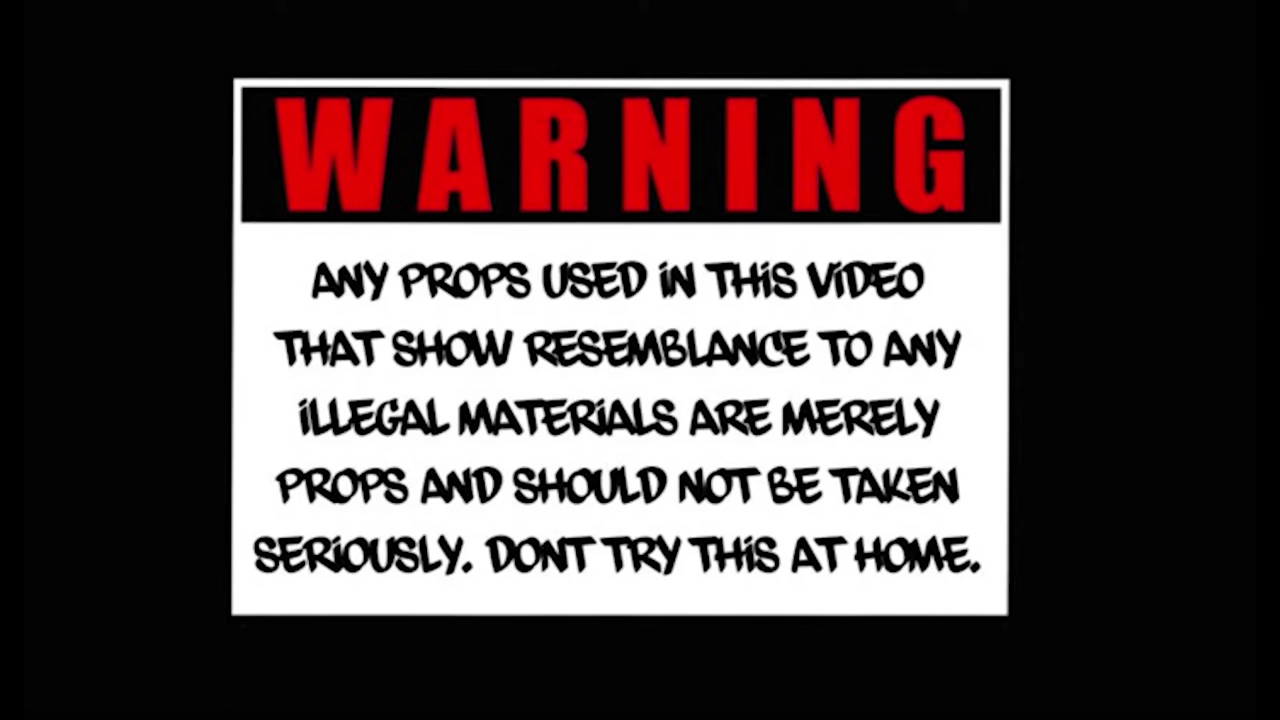 WARNING
ANY PROPS USED iN THiS ViDEO
THAT SHOW RESEMBLANCE TO ANY
iLLEGAL MATERiALS ARE MERELY
PROPS AND SHOULD NOT BE TAKEN
SERiOUSLY. DONT TRY THiS AT HOME.